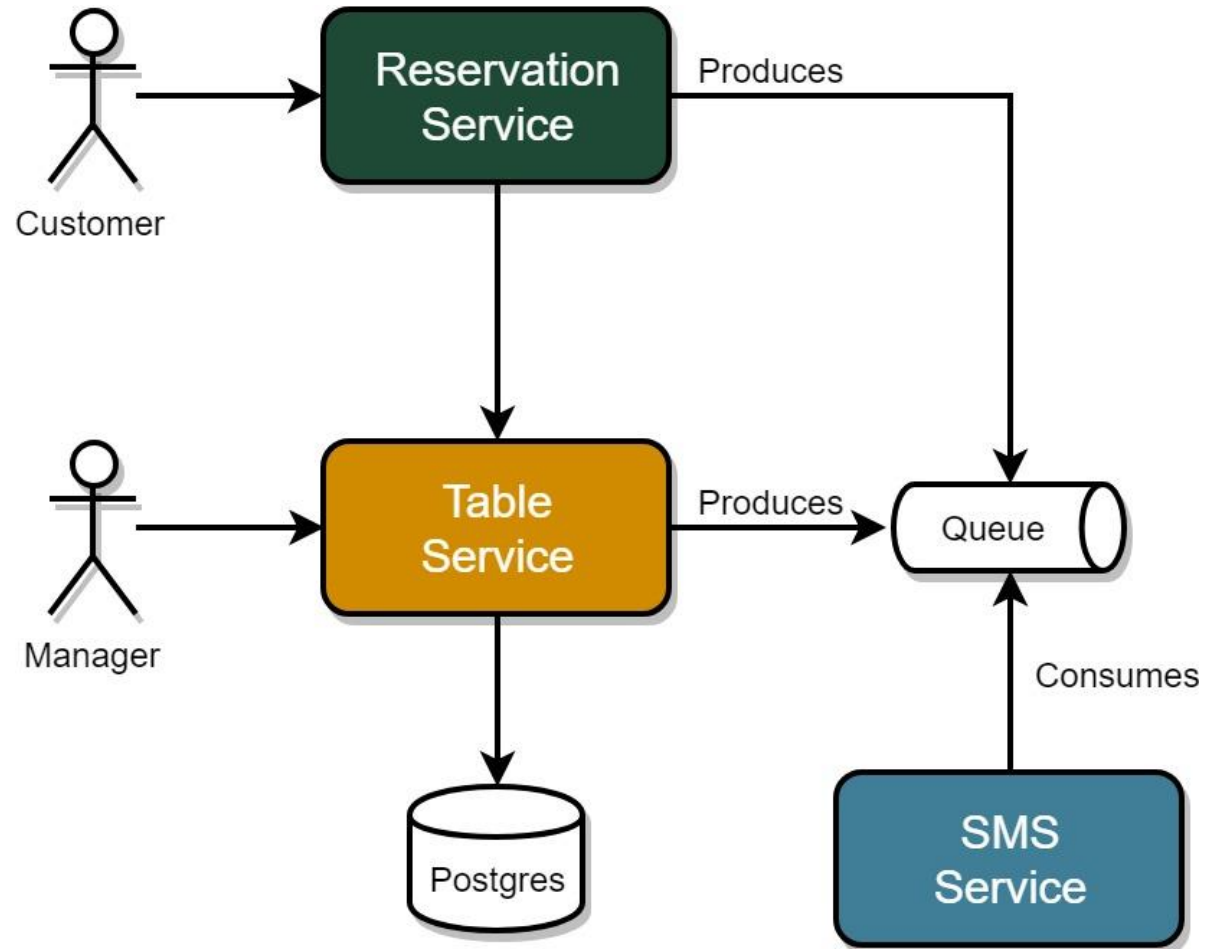 Reservation
Service
Produces
Customer
Table
Service
Produces
Queue
Manager
Consumes
Postgres
SMS
Service